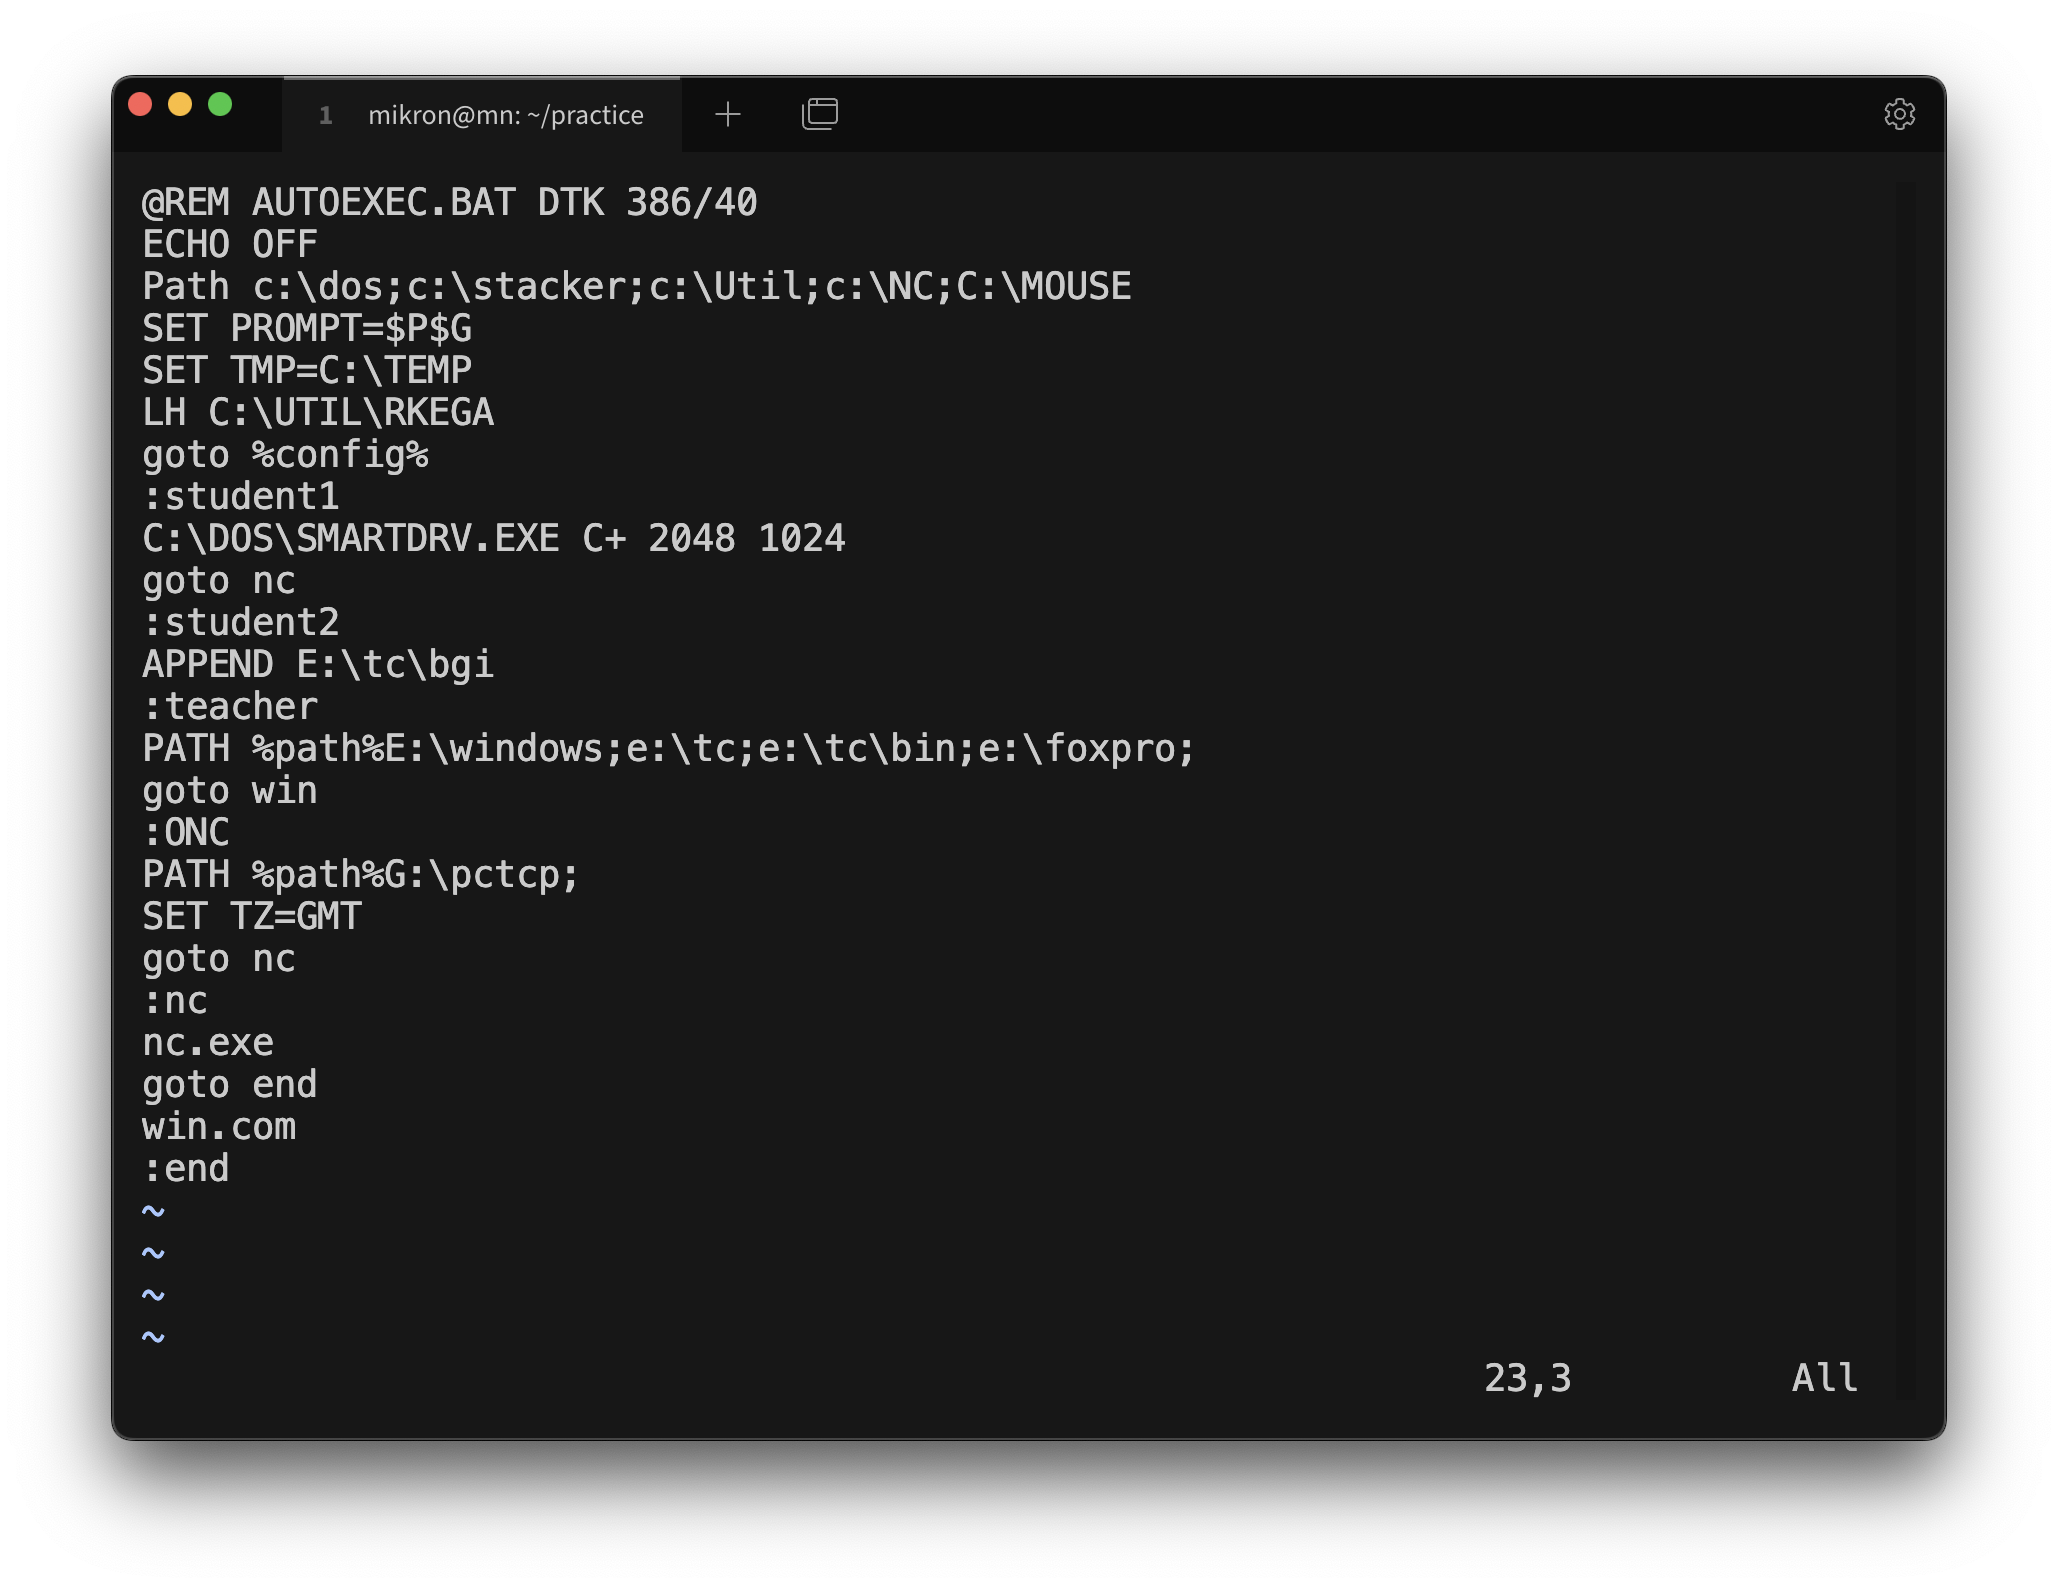 1 mikron@mn: ~/practice
@REM AUTOEXEC.BAT DTK 386/40
ECHO OFF
Path c:\dos;c:\stacker;c:\Util;c:\NC;C:\MOUSE
SET PROMPT=$P$G
SET TMP=C:\TEMP
LH C:\UTIL\RKEGA
goto %config%
:student1
C:\DOS\SMARTDRV.EXE C+ 2048 1024
goto nc
:student2
APPEND E:\tc\bgi
:teacher
PATH %path%E:\windows;e:\tc;e:\tc\bin;e:\foxpro;
goto win
:ONC
PATH %path%G:\pctcp;
SET TZ=GMT
goto nc
:nc
nc.exe
goto end
win.com
:end
~
~
~
~
23,3 All